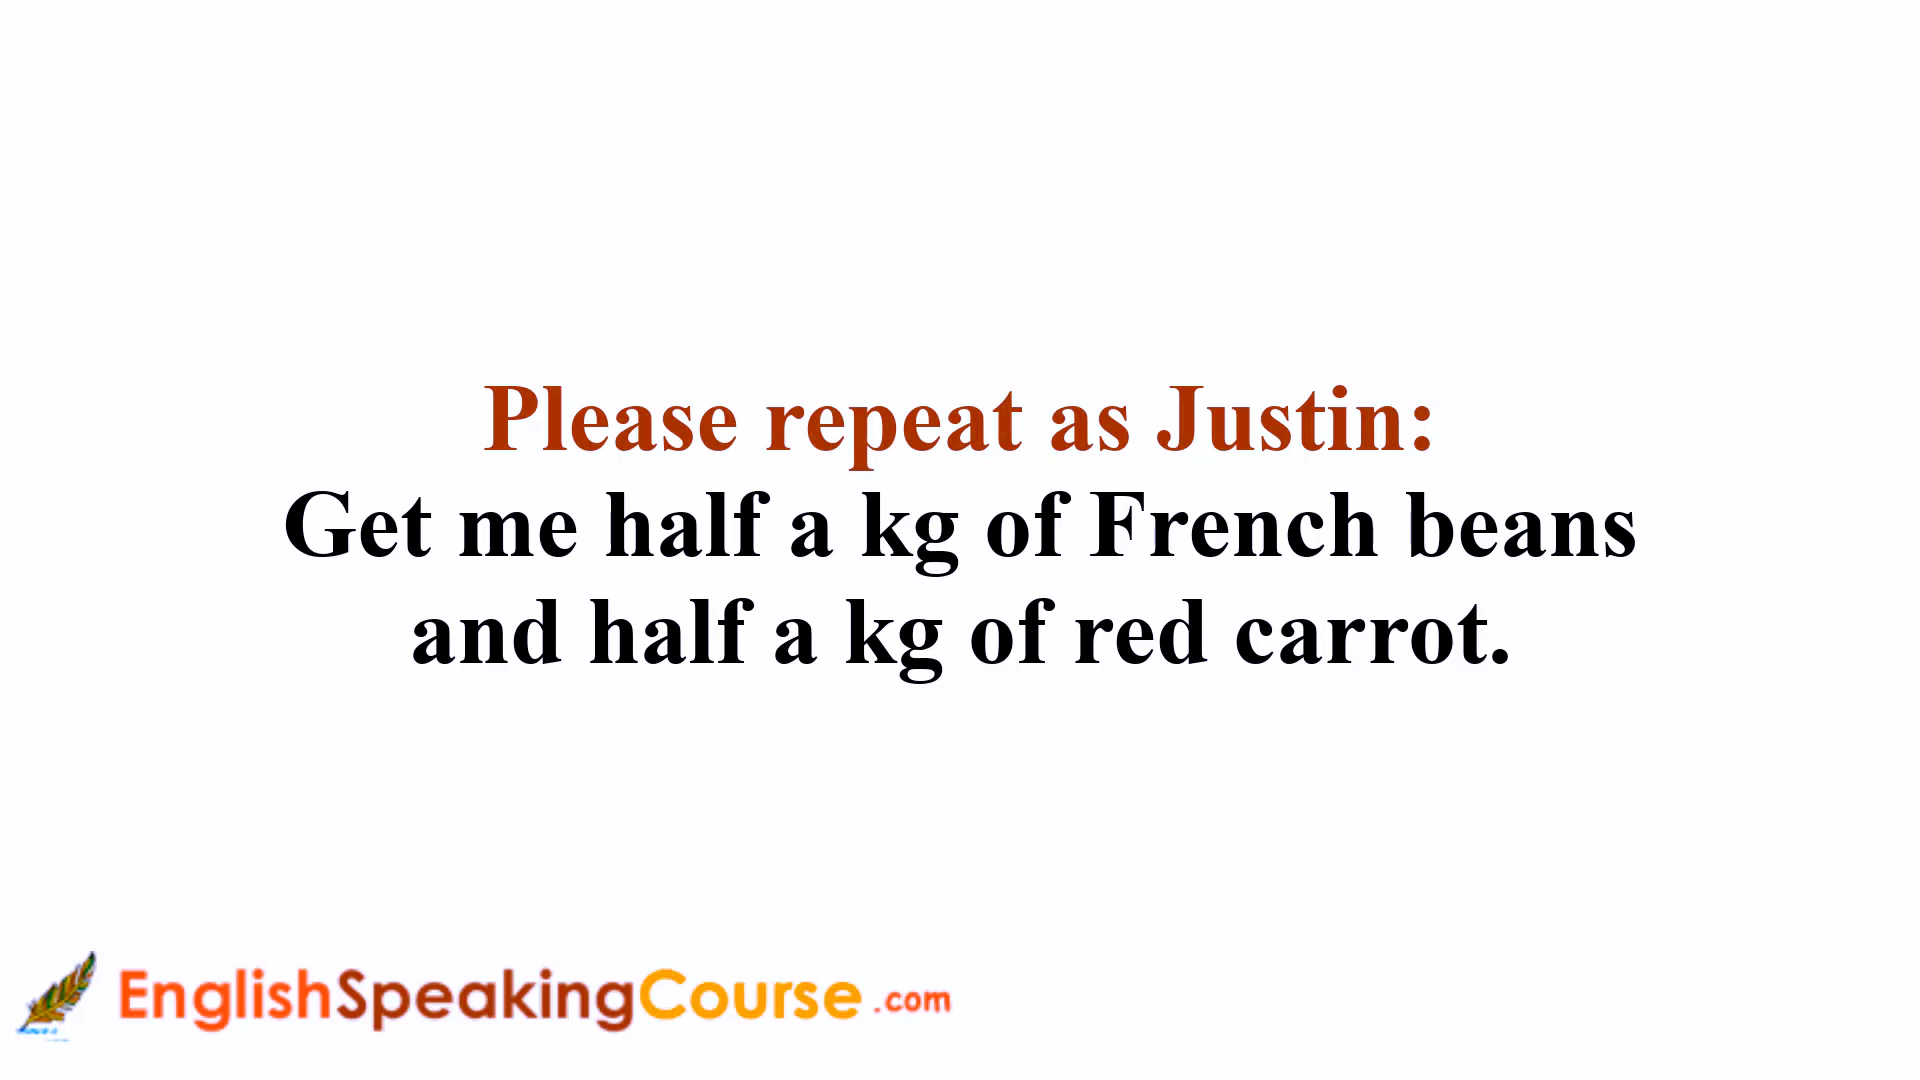 Please repeat as Justin:
Get me half a kg of French beans
and half a kg of red carrot.
EnglishSpeakingCourse.com